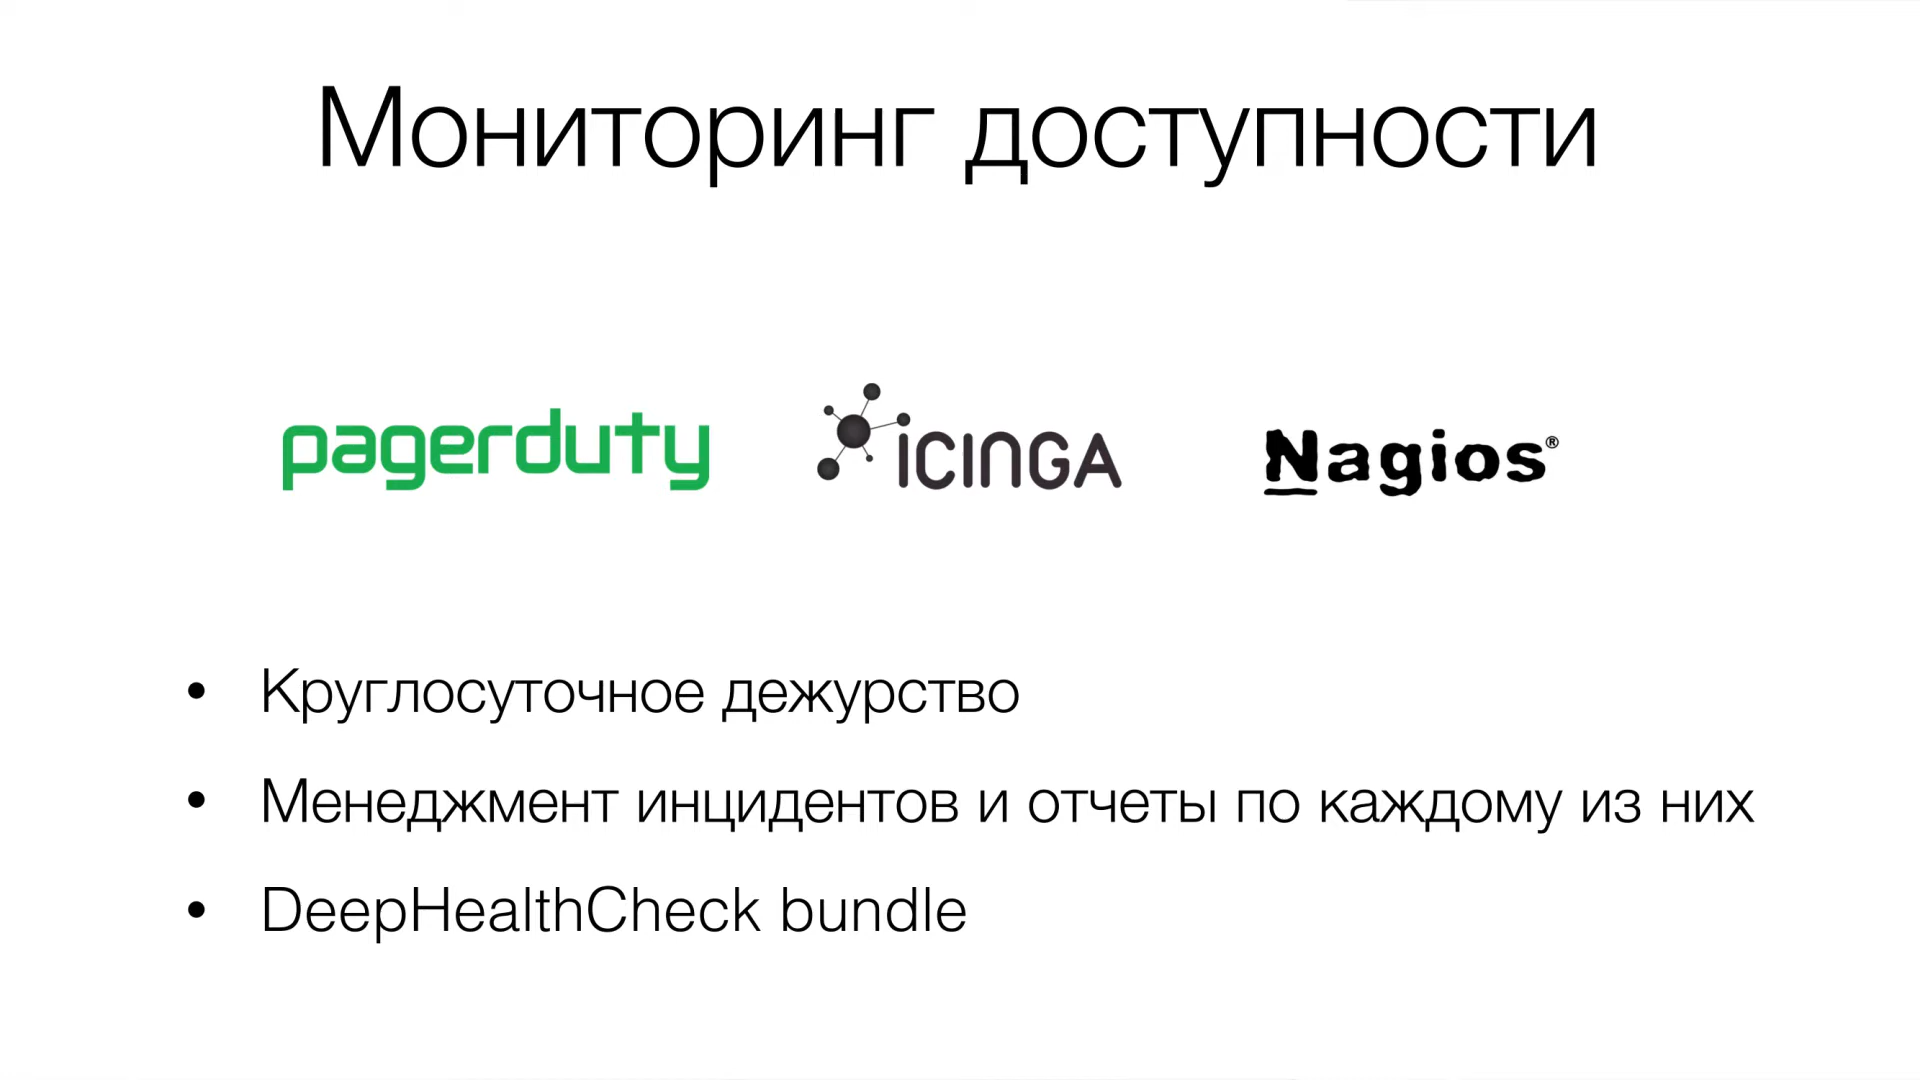 Мониторинг доступности
pagerduty
ICINGA
Nagios®
• Круглосуточное дежурство
• Менеджмент инцидентов и отчеты по каждому из них
• DeepHealthCheck bundle